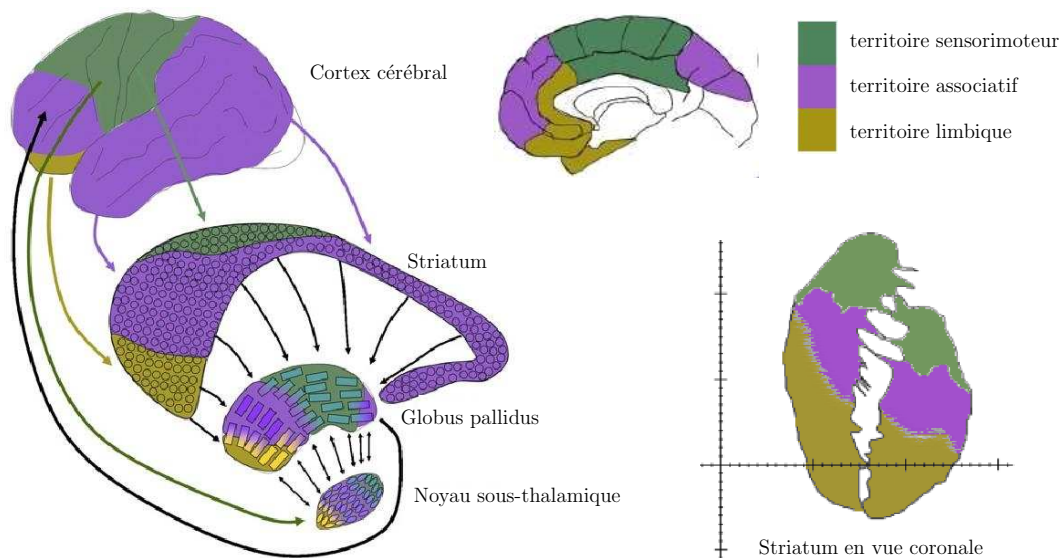 Cortex cérébral
territoire sensorimoteur
territoire associatif
territoire limbique
Striatum
Globus pallidus
Noyau sous-thalamique
Striatum en vue coronale